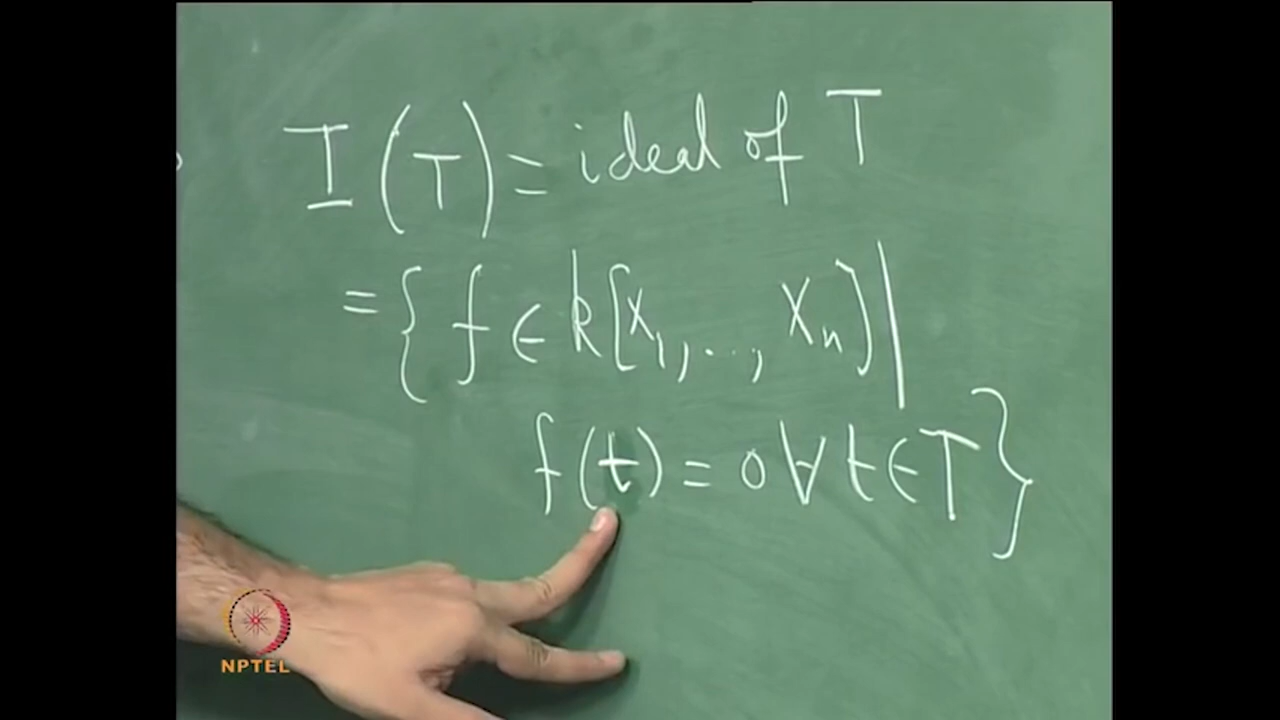 I(T) = ideal of T
= { f ∈ k[X₁, .., Xₙ] |
f(t) = 0 ∀ t ∈ T }
NPTEL